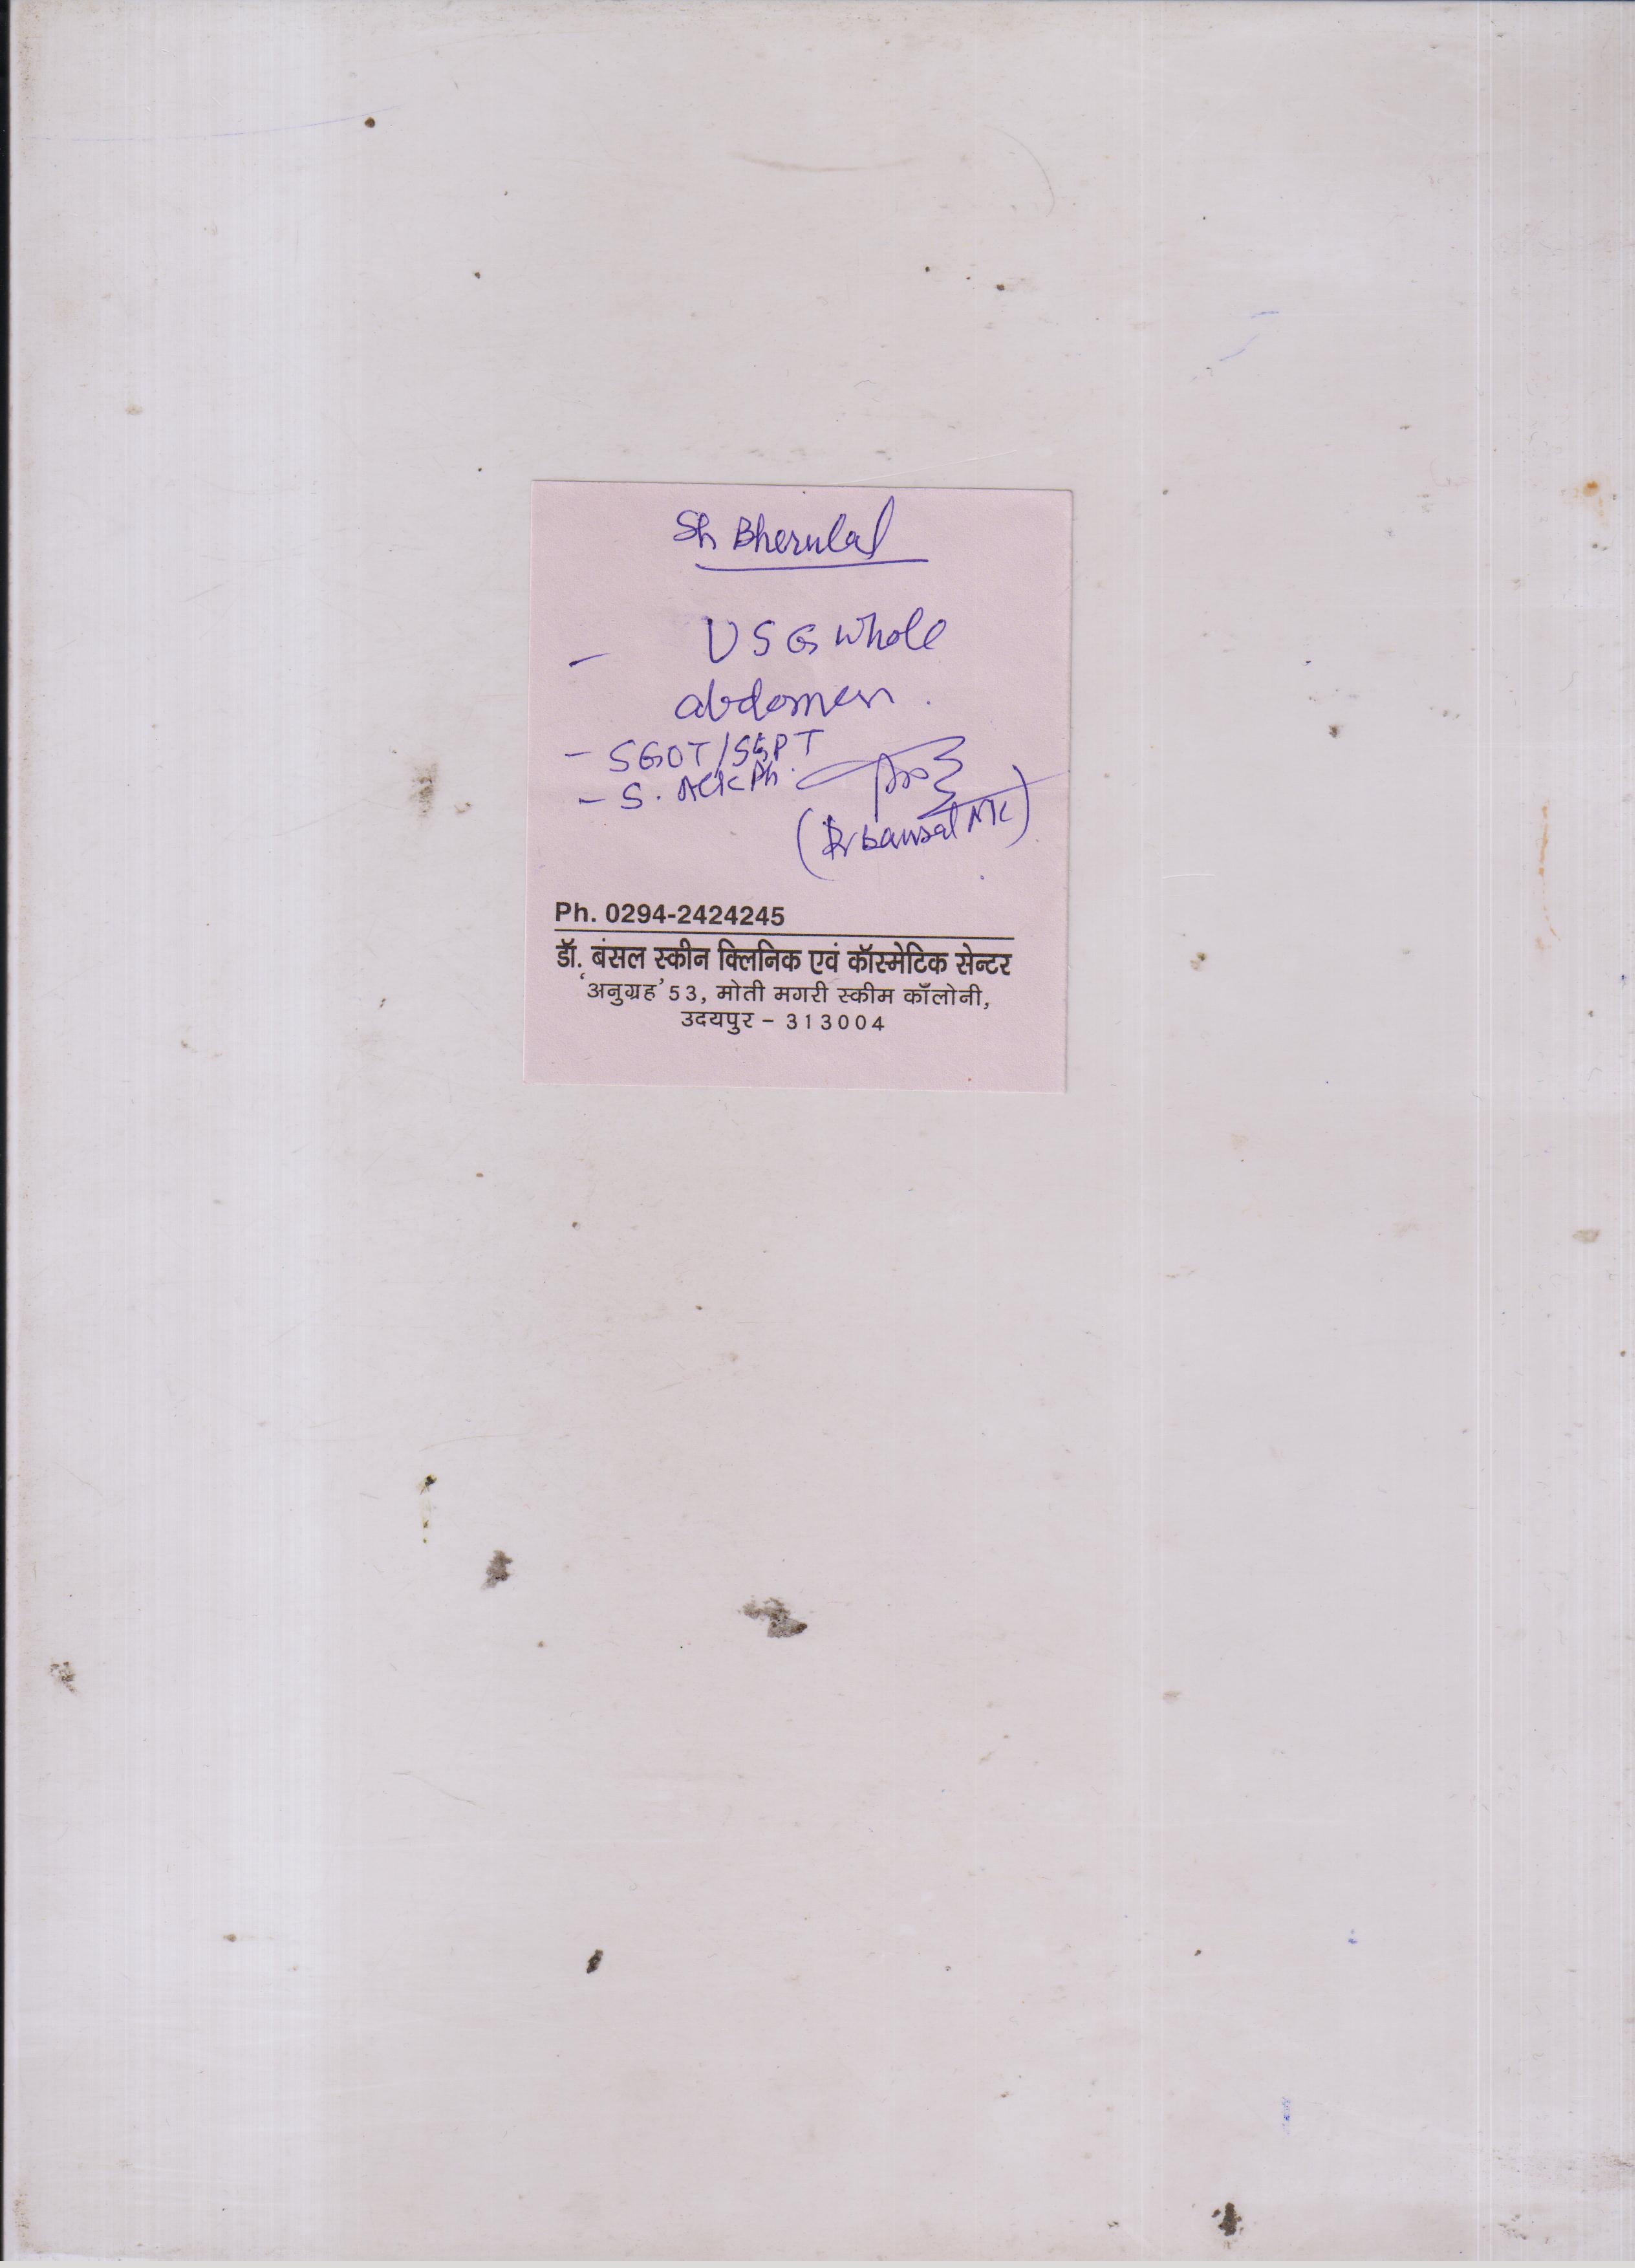 Sh Bherulal
- USG whole
abdomen.
- SGOT/SGPT
- S. Alk Ph.
(Dr bansal NK)
Ph. 0294-2424245
डॉ. बंसल स्कीन क्लिनिक एवं कॉस्मेटिक सेन्टर
'अनुग्रह' 53, मोती मगरी स्कीम कॉलोनी,
उदयपुर - 313004